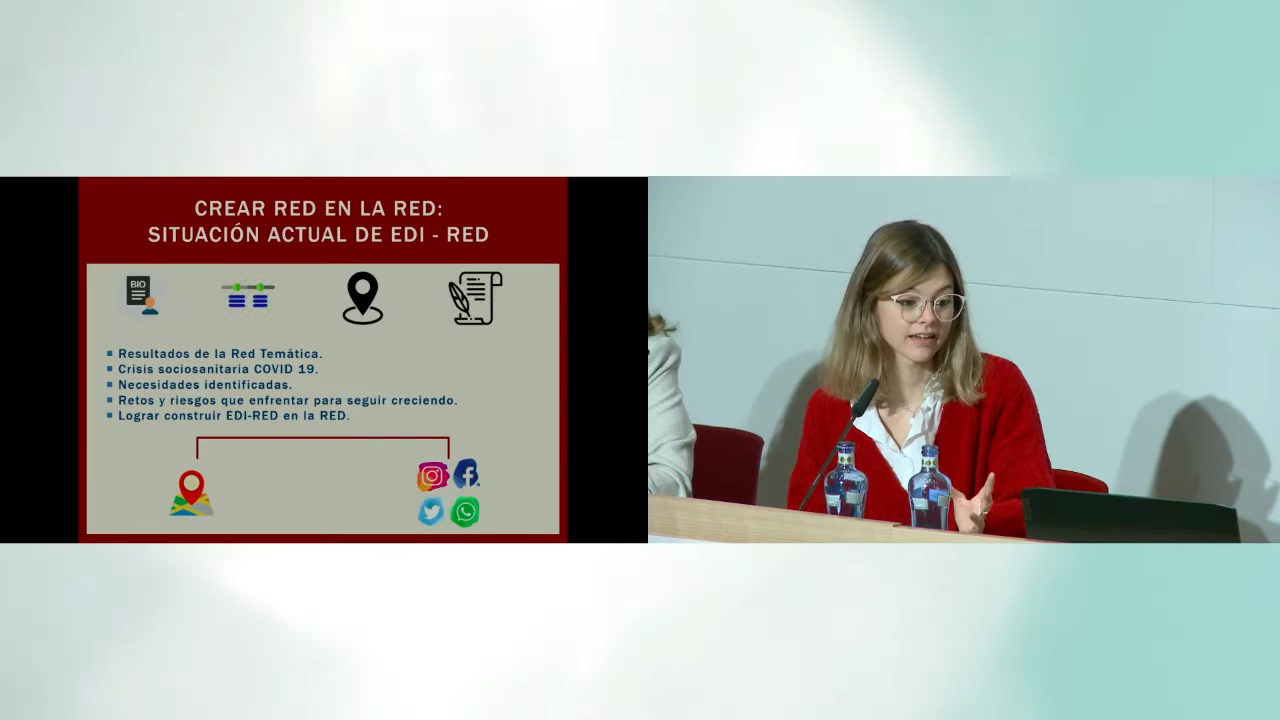 CREAR RED EN LA RED:
SITUACIÓN ACTUAL DE EDI - RED
BIO
Resultados de la Red Temática.
Crisis sociosanitaria COVID 19.
Necesidades identificadas.
Retos y riesgos que enfrentar para seguir creciendo.
Lograr construir EDI-RED en la RED.